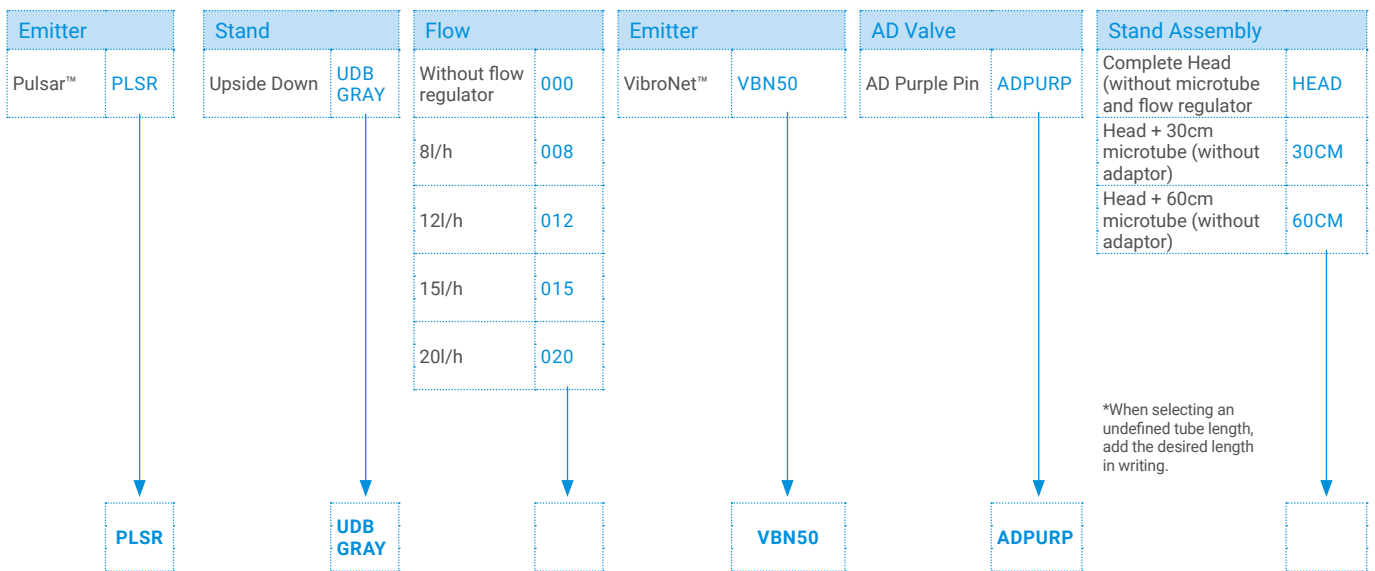 Emitter
Stand
Flow
Emitter
AD Valve
Stand Assembly
Pulsar™
PLSR
Upside Down
UDB
GRAY
Without flow
regulator
000
VibroNet™
VBN50
AD Purple Pin
ADPURP
Complete Head
(without microtube
and flow regulator
HEAD
8l/h
008
Head + 30cm
microtube (without
adaptor)
30CM
12l/h
012
Head + 60cm
microtube (without
adaptor)
60CM
15l/h
015
20l/h
020
*When selecting an
undefined tube length,
add the desired length
in writing.
PLSR
UDB
GRAY
VBN50
ADPURP